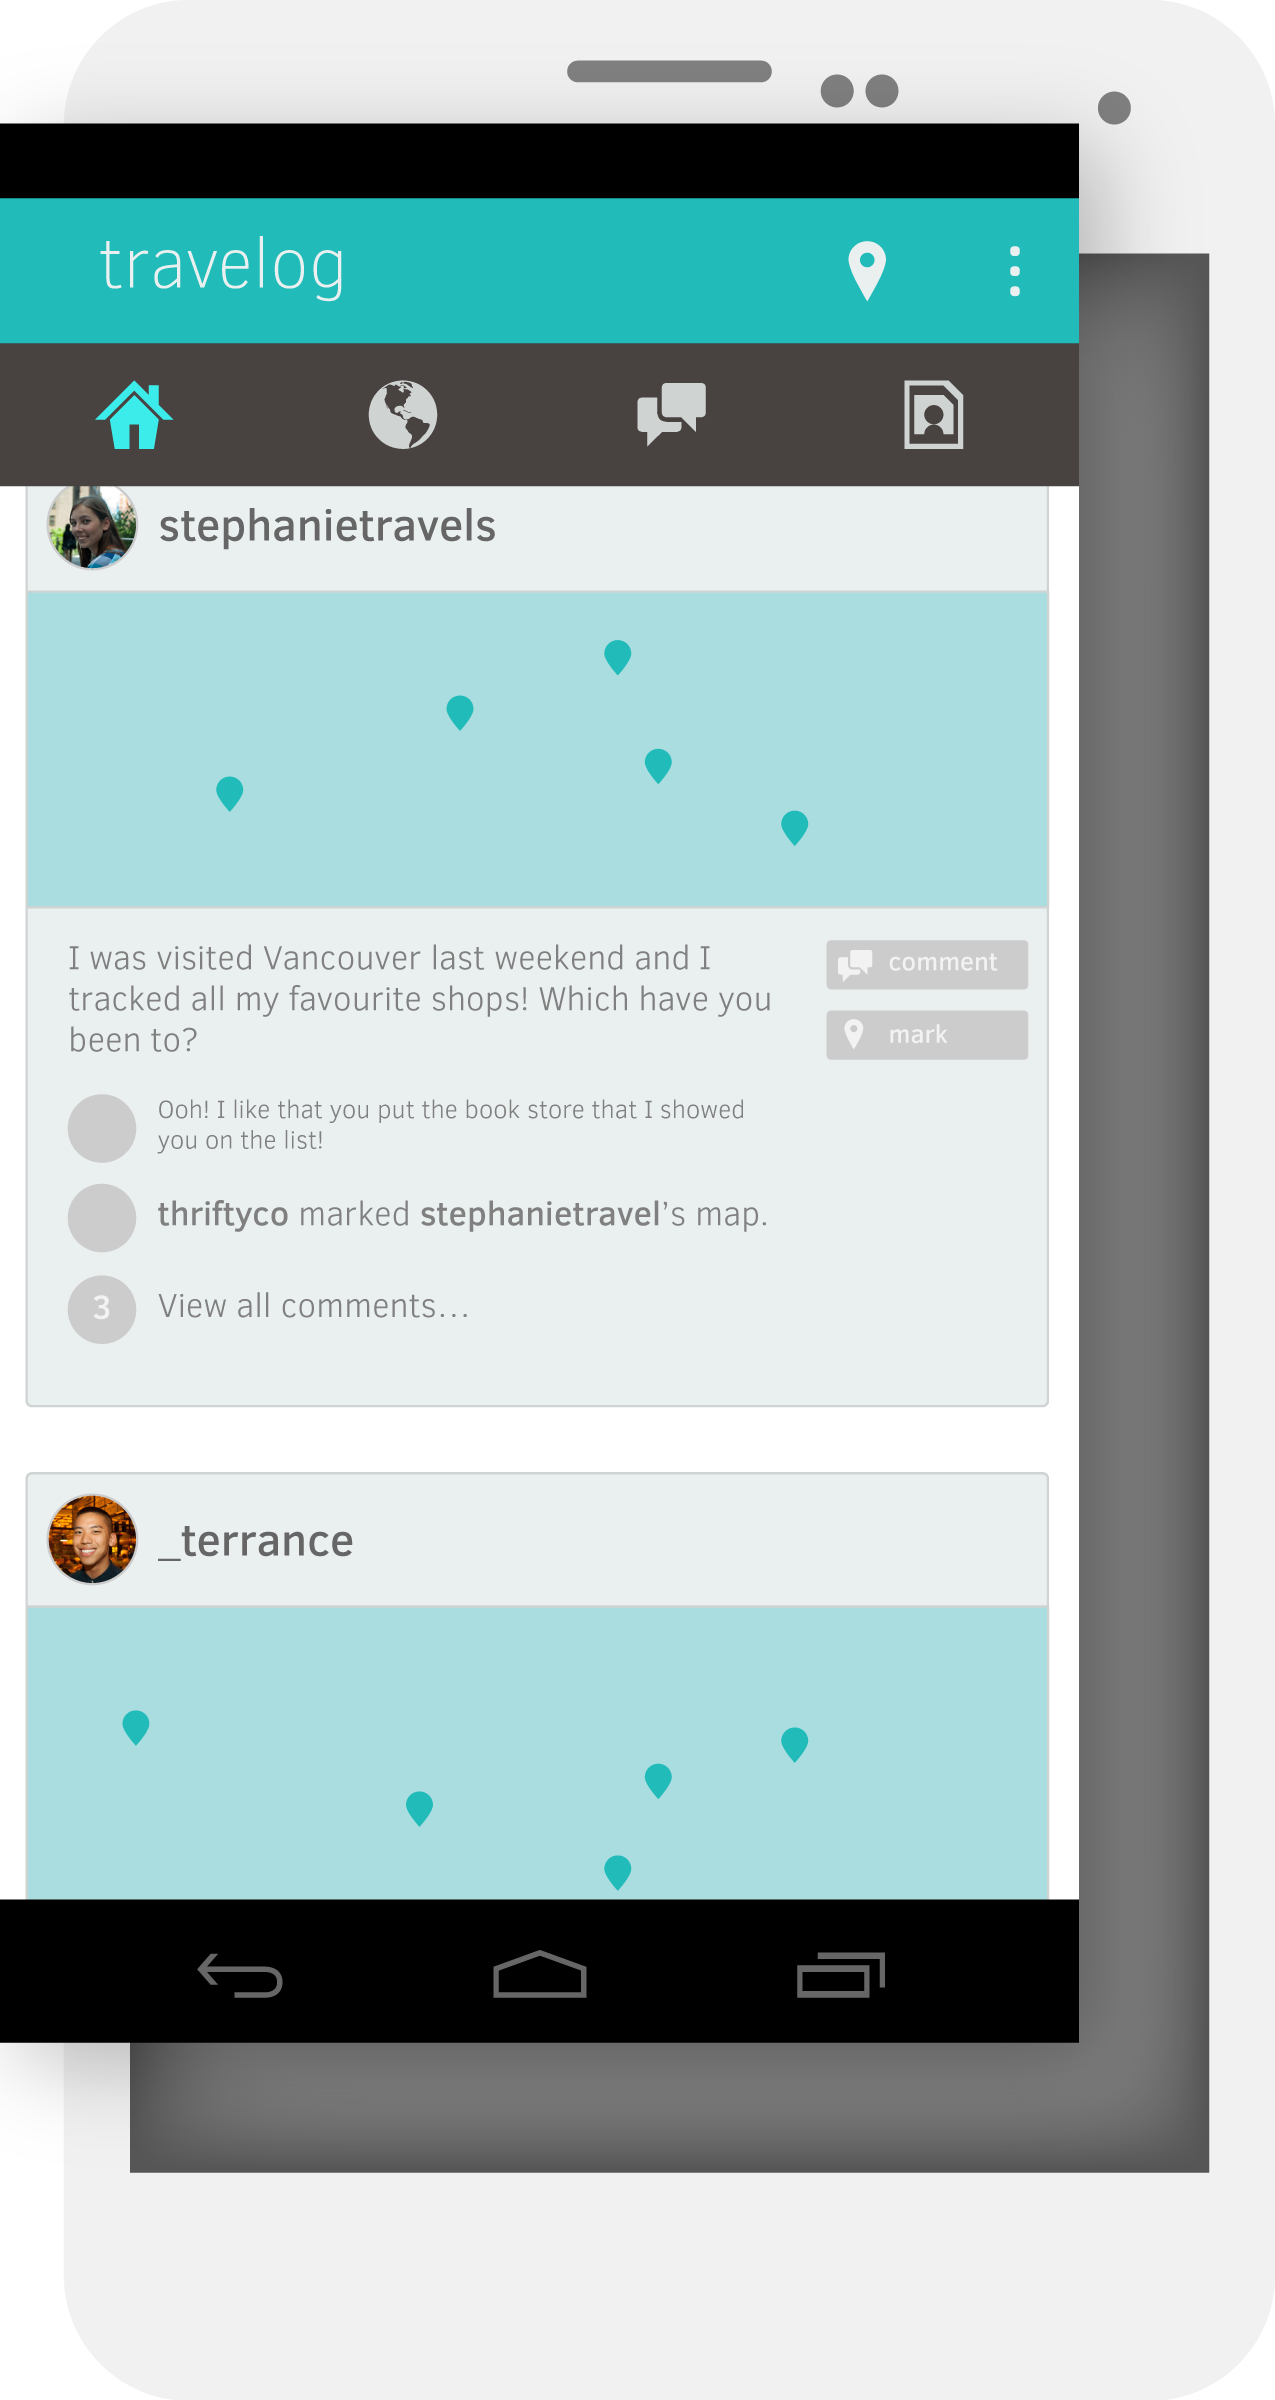 travelog
stephanietravels
I was visited Vancouver last weekend and I
tracked all my favourite shops! Which have you
been to?
comment
mark
Ooh! I like that you put the book store that I showed
you on the list!
thriftyco marked stephanietravel’s map.
3 View all comments...
_terrance